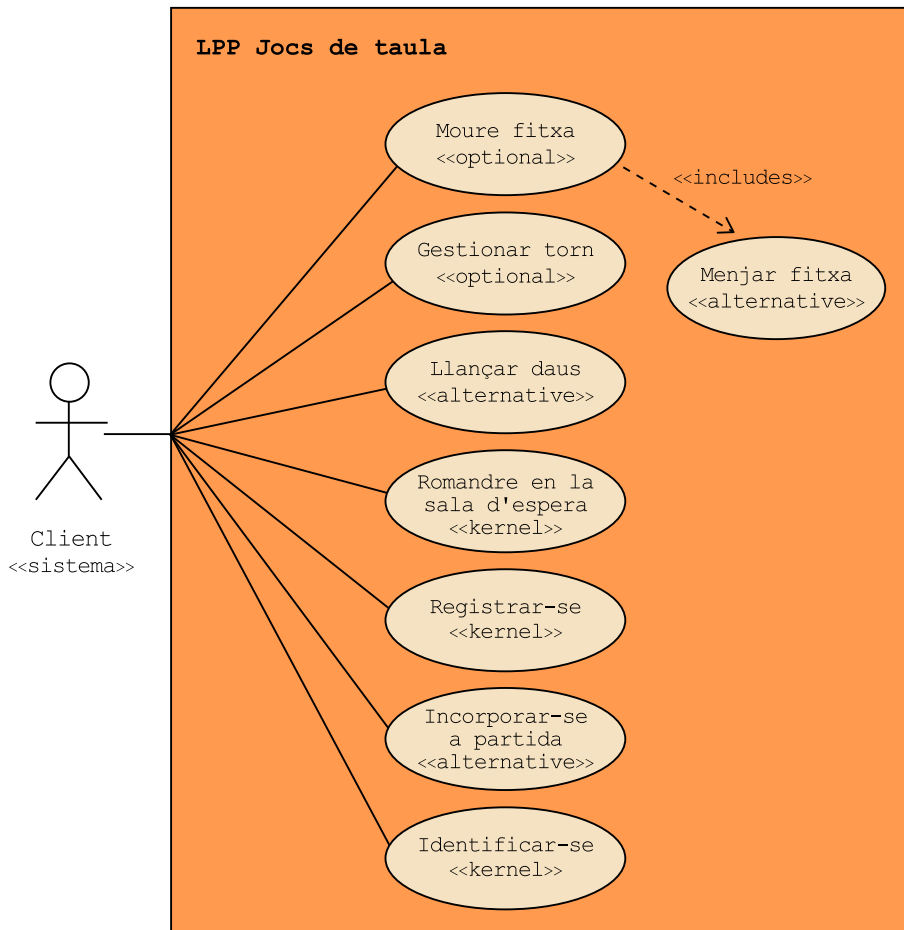 LPP Jocs de taula
Moure fitxa
<<optional>>
<<includes>>
Gestionar torn
<<optional>>
Menjar fitxa
<<alternative>>
Llançar daus
<<alternative>>
Romandre en la
sala d'espera
<<kernel>>
Client
<<sistema>>
Registrar-se
<<kernel>>
Incorporar-se
a partida
<<alternative>>
Identificar-se
<<kernel>>